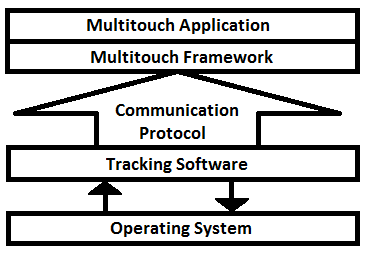 Multitouch Application
Multitouch Framework
Communication
Protocol
Tracking Software
Operating System